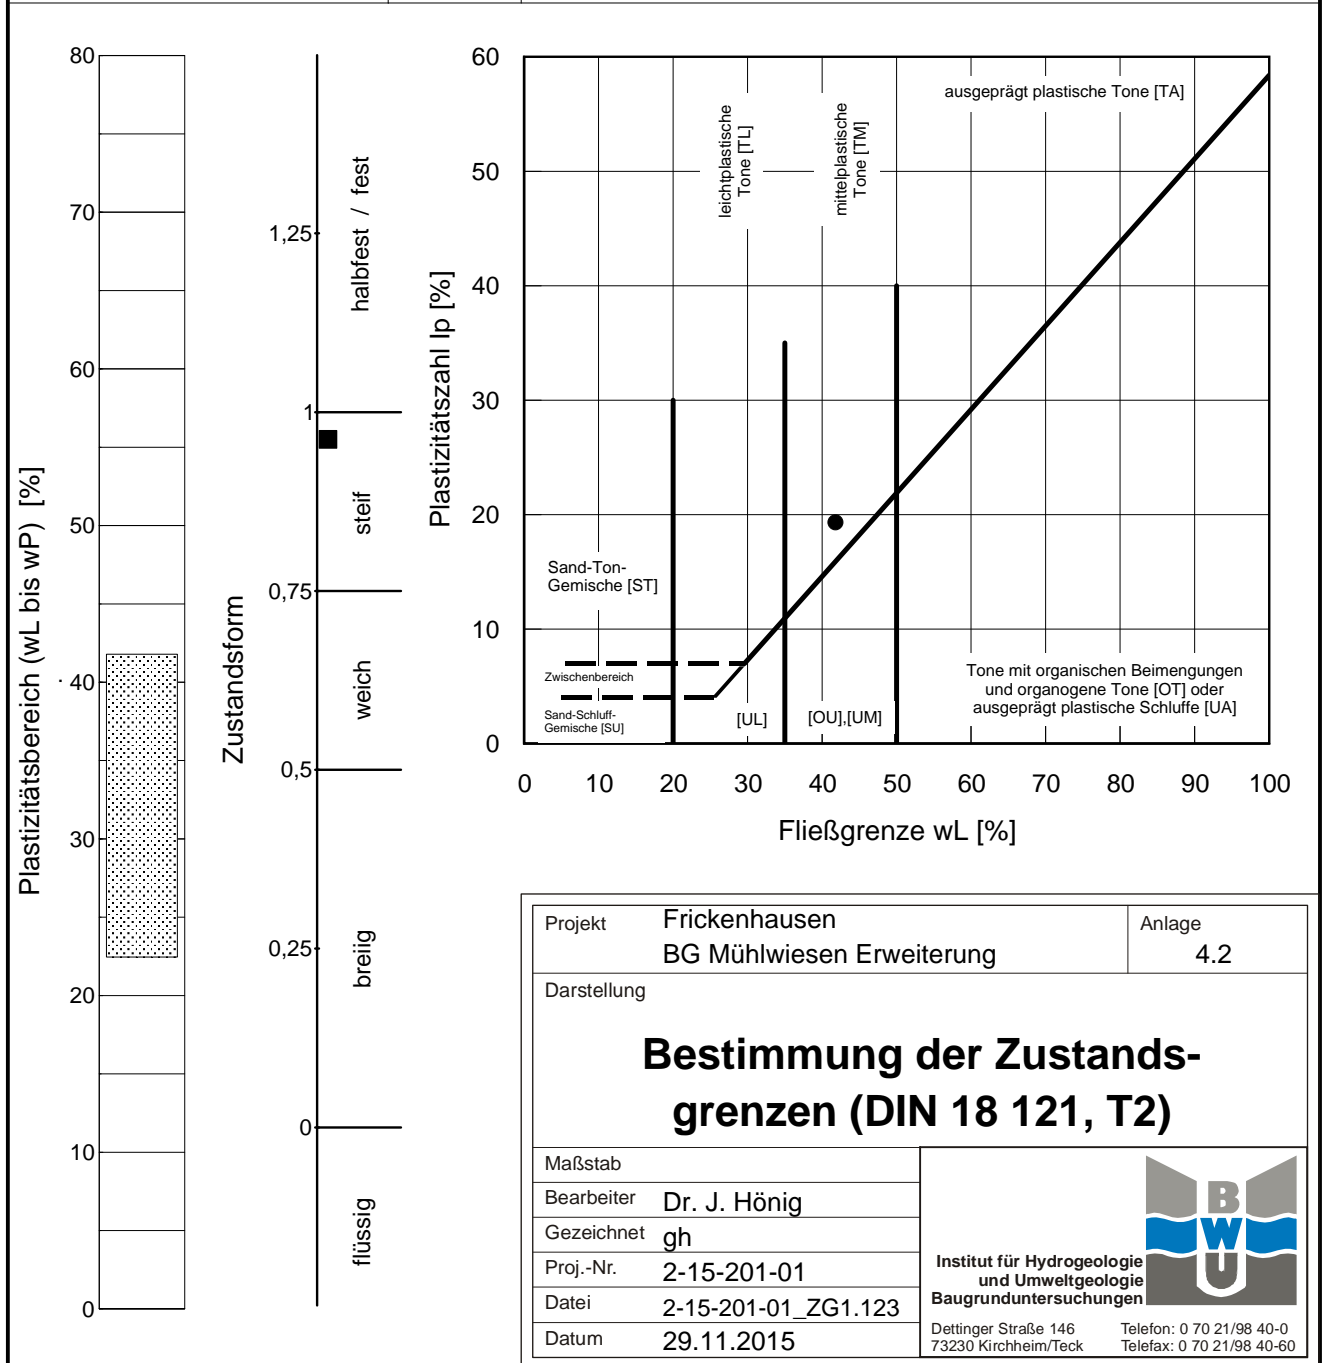 Plastizitätsbereich (wL bis wP) [%]
80
70
60
50
40
30
20
10
0
Zustandsform
1,25
1
0,75
0,5
0,25
0
halbfest / fest
steif
weich
breiig
flüssig
Plastizitätszahl Ip [%]
60
50
40
30
20
10
0
leichtplastische
Tone [TL]
mittelplastische
Tone [TM]
ausgeprägt plastische Tone [TA]
Sand-Ton-
Gemische [ST]
Zwischenbereich
Sand-Schluff-
Gemische [SU]
[UL]
[OU],[UM]
Tone mit organischen Beimengungen
und organogene Tone [OT] oder
ausgeprägt plastische Schluffe [UA]
0 10 20 30 40 50 60 70 80 90 100
Fließgrenze wL [%]
Projekt Frickenhausen
BG Mühlwiesen Erweiterung
Anlage
4.2
Darstellung
Bestimmung der Zustands-
grenzen (DIN 18 121, T2)
Maßstab
Bearbeiter Dr. J. Hönig
Gezeichnet gh
Proj.-Nr. 2-15-201-01
Datei 2-15-201-01_ZG1.123
Datum 29.11.2015
B
W
U
Institut für Hydrogeologie
und Umweltgeologie
Baugrunduntersuchungen
Dettinger Straße 146 Telefon: 0 70 21/98 40-0
73230 Kirchheim/Teck Telefax: 0 70 21/98 40-60